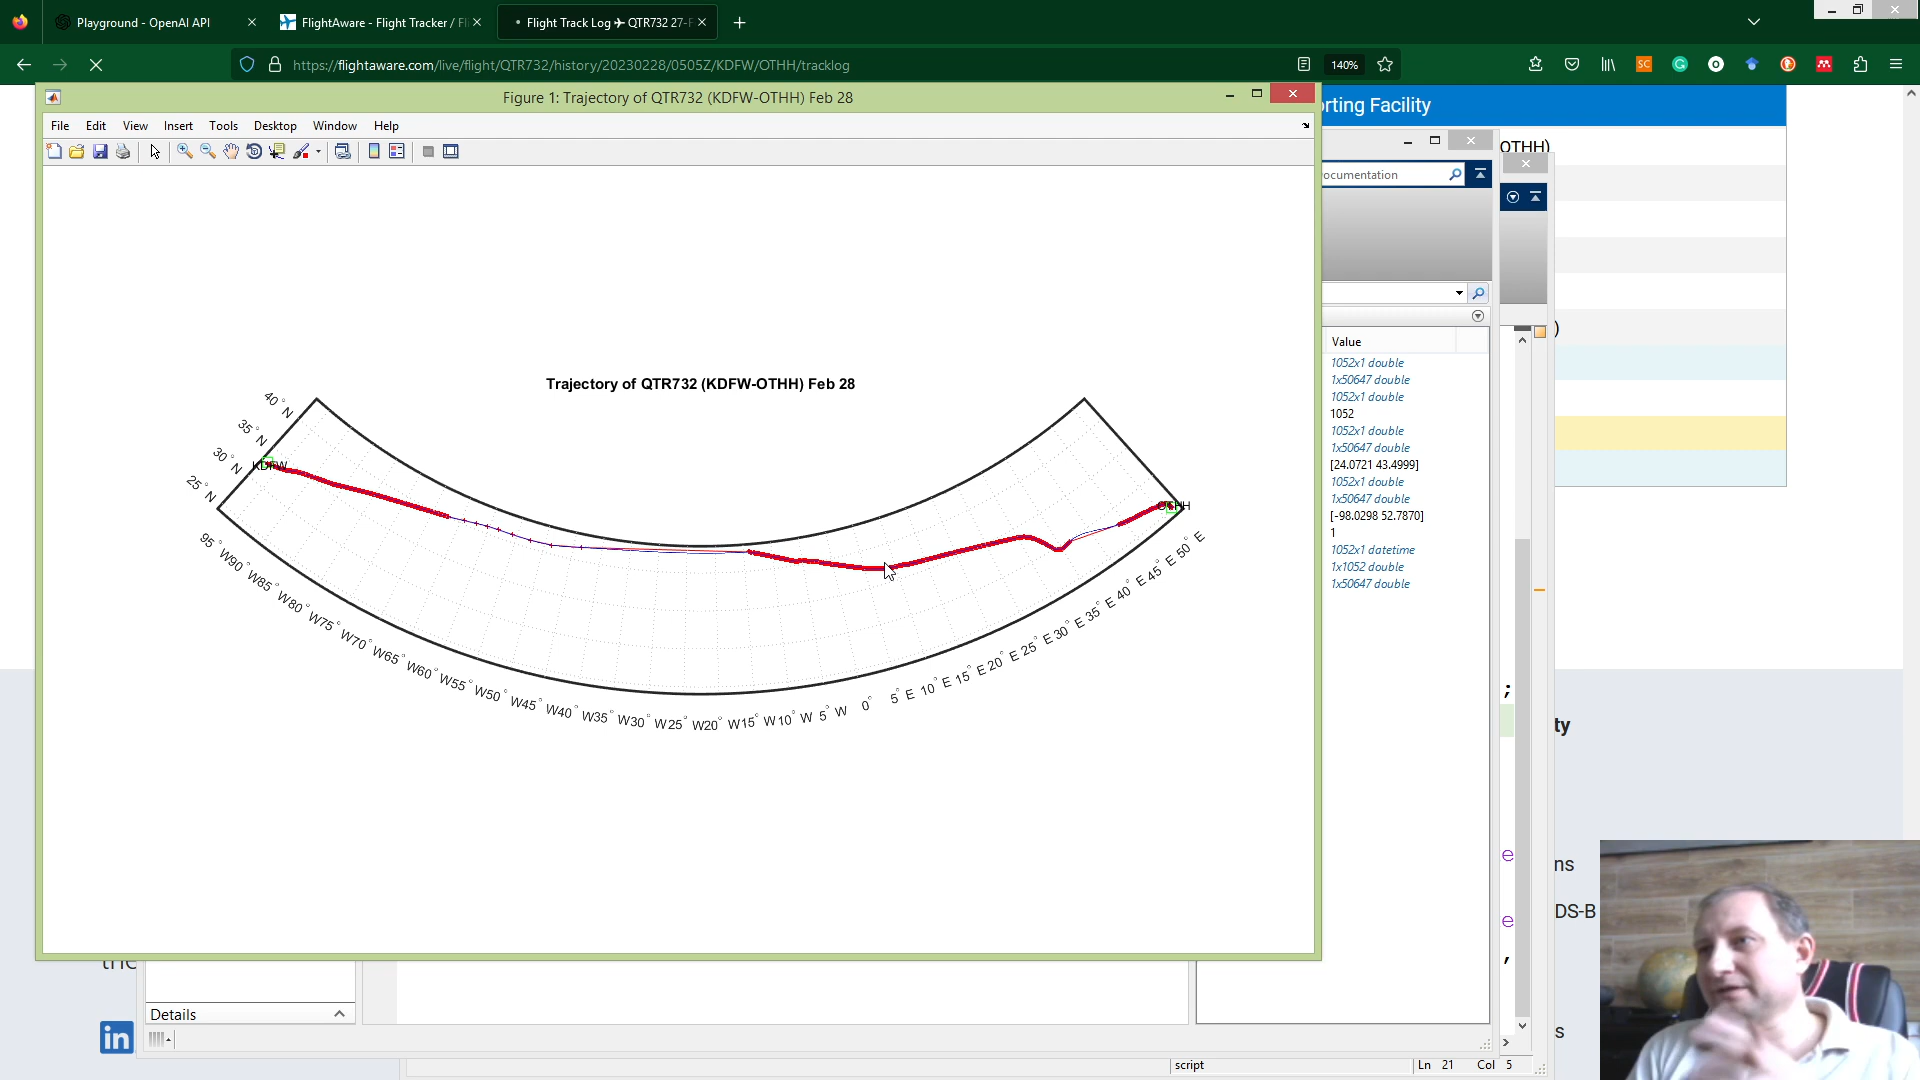 Playground - OpenAI API
FlightAware - Flight Tracker / Fl
Flight Track Log ✈ QTR732 27-F
https://flightaware.com/live/flight/QTR732/history/20230228/0505Z/KDFW/OTHH/tracklog
140%
SC
Figure 1: Trajectory of QTR732 (KDFW-OTHH) Feb 28
File Edit View Insert Tools Desktop Window Help
rting Facility
OTHH)
ocumentation
)
Value
1052x1 double
1x50647 double
1052x1 double
1052
1052x1 double
1x50647 double
[24.0721 43.4999]
1052x1 double
1x50647 double
[-98.0298 52.7870]
1
1052x1 datetime
1x1052 double
1x50647 double
Trajectory of QTR732 (KDFW-OTHH) Feb 28
40° N
35° N
30° N
25° N
KDFW
OTHH
95° W 90° W 85° W 80° W 75° W 70° W 65° W 60° W 55° W 50° W 45° W 40° W 35° W 30° W 25° W 20° W 15° W 10° W 5° W 0° 5° E 10° E 15° E 20° E 25° E 30° E 35° E 40° E 45° E 50° E
;
ty
e
ns
e
DS-B
,
the
Details
s
in
script
Ln 21 Col 5